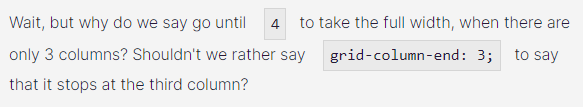 Wait, but why do we say go until 4 to take the full width, when there are
only 3 columns? Shouldn't we rather say grid-column-end: 3; to say
that it stops at the third column?